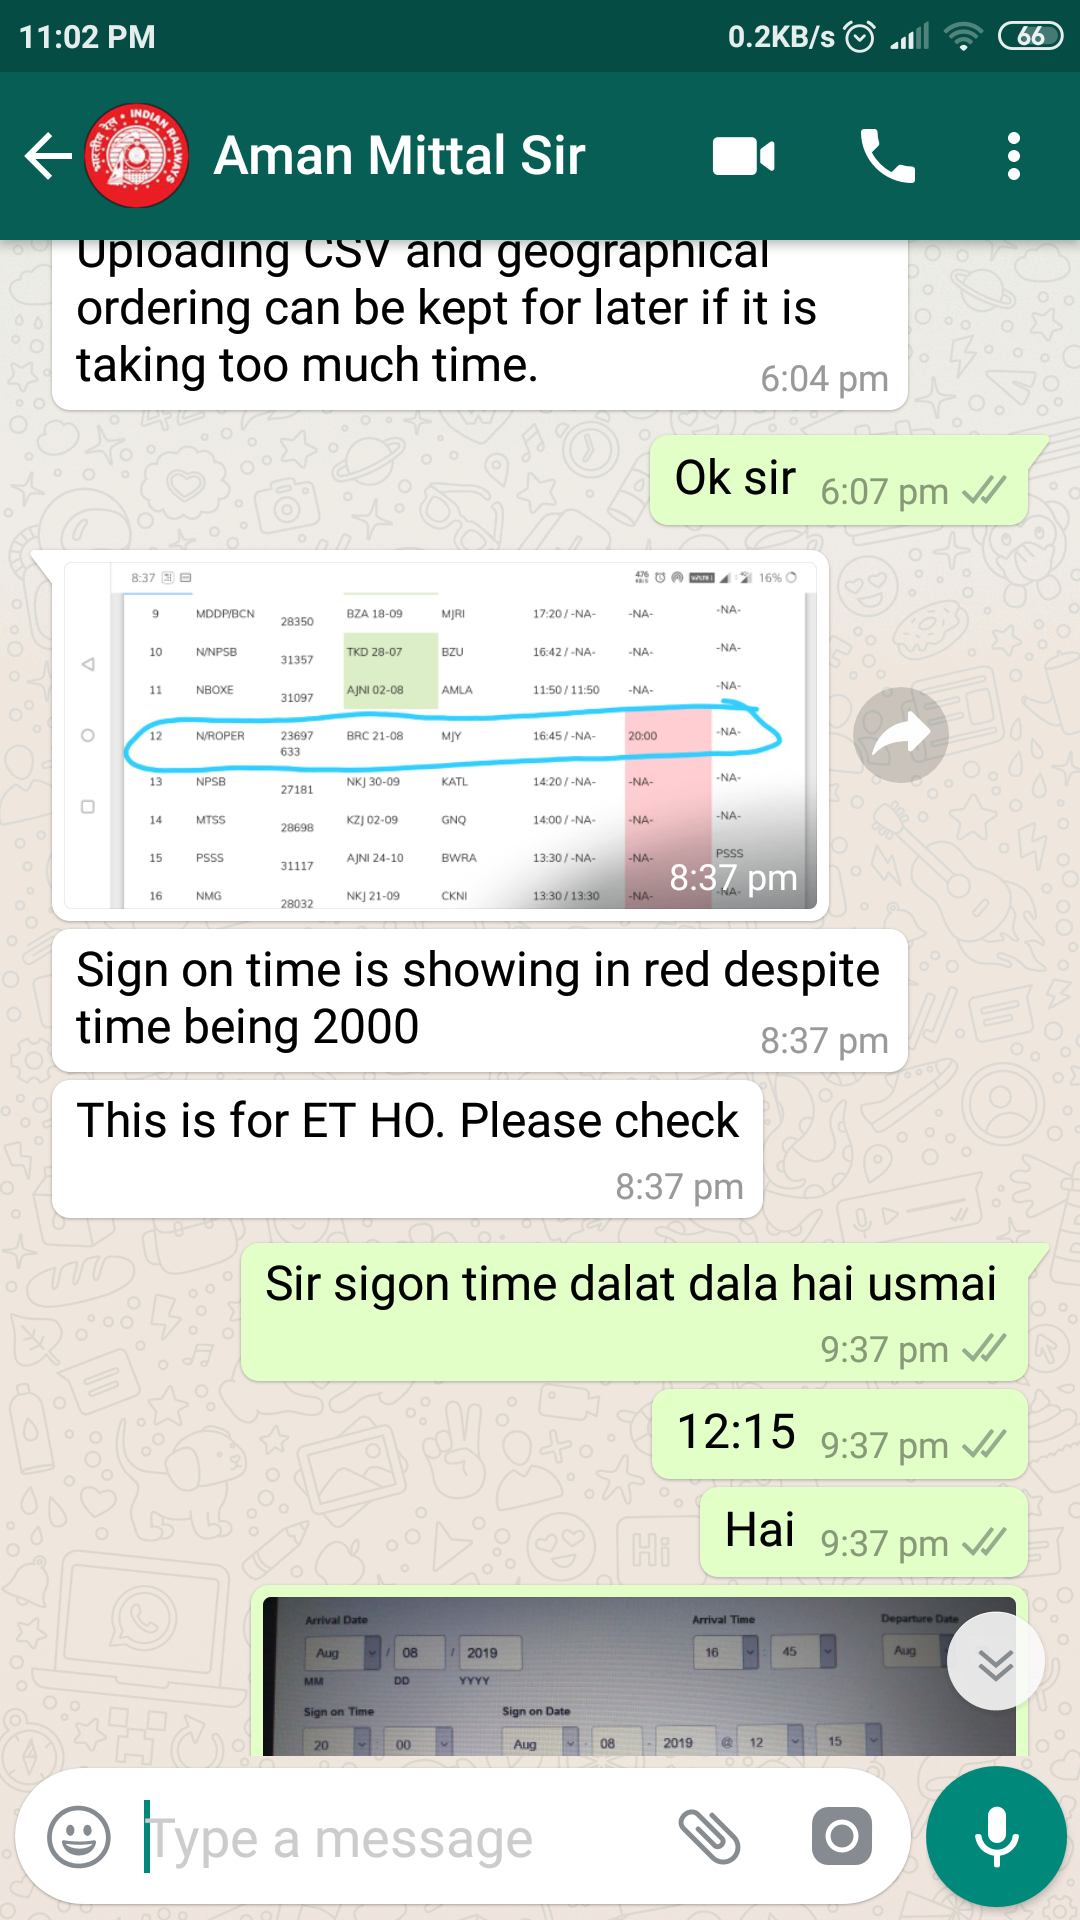 11:02 PM
0.2KB/s
66
Aman Mittal Sir
Uploading CSV and geographical
ordering can be kept for later if it is
taking too much time.
6:04 pm
Ok sir 6:07 pm
8:37
16%
9 MDDP/BCN 28350 BZA 18-09 MJRI 17:20 / -NA- -NA- -NA-
10 N/NPSB 31357 TKD 28-07 BZU 16:42 / -NA- -NA- -NA-
11 NBOXE 31097 AJNI 02-08 AMLA 11:50 / 11:50 -NA- -NA-
12 N/ROPER 23697 BRC 21-08 MJY 16:45 / -NA- 20:00 -NA-
633
13 NPSB 27181 NKJ 30-09 KATL 14:20 / -NA- -NA- -NA-
14 MTSS 28698 KZJ 02-09 GNQ 14:00 / -NA- -NA- -NA-
15 PSSS 31117 AJNI 24-10 BWRA 13:30 / -NA- -NA- PSSS
16 NMG 28032 NKJ 21-09 CKNI 13:30 / 13:30 -NA- -NA-
8:37 pm
Sign on time is showing in red despite
time being 2000
8:37 pm
This is for ET HO. Please check
8:37 pm
Sir sigon time dalat dala hai usmai
9:37 pm
12:15 9:37 pm
Hai 9:37 pm
Arrival Date Arrival Time Departure Date
Aug / 08 / 2019 16 : 45 Aug
MM DD YYYY
Sign on Time Sign on Date
20 00 Aug 08 2019 @ 12 15
Type a message